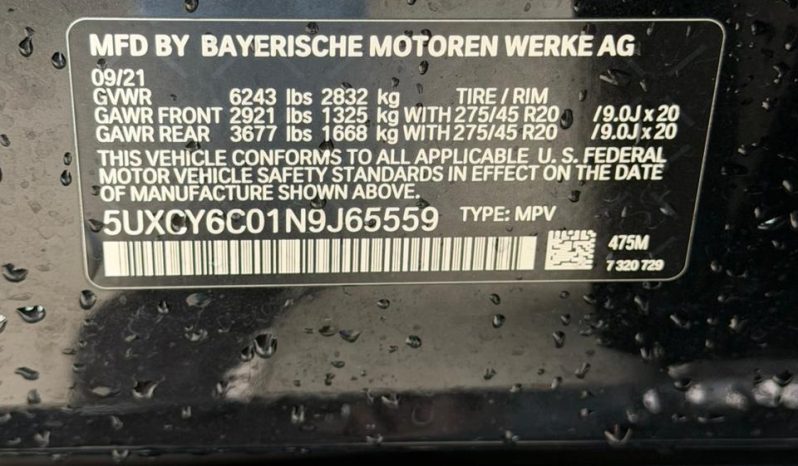 MFD BY BAYERISCHE MOTOREN WERKE AG
09/21
GVWR 6243 lbs 2832 kg TIRE / RIM
GAWR FRONT 2921 lbs 1325 kg WITH 275/45 R20 /9.0J x 20
GAWR REAR 3677 lbs 1668 kg WITH 275/45 R20 /9.0J x 20
THIS VEHICLE CONFORMS TO ALL APPLICABLE U. S. FEDERAL
MOTOR VEHICLE SAFETY STANDARDS IN EFFECT ON THE DATE
OF MANUFACTURE SHOWN ABOVE.
5UXCY6C01N9J65559 TYPE: MPV
475M
7 320 729